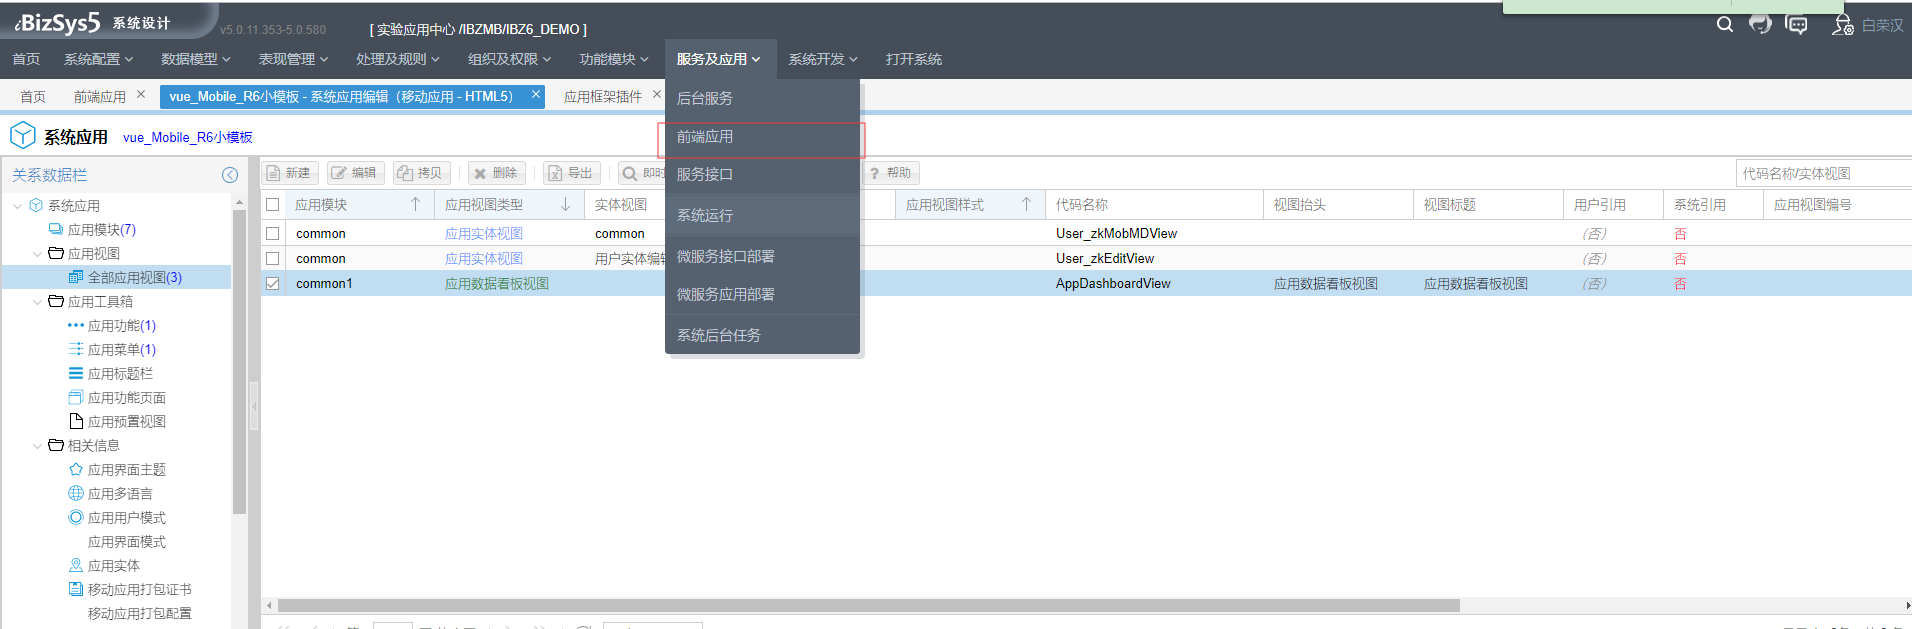 iBizSys5 系统设计
v5.0.11.353-5.0.580
[ 实验应用中心 /IBZMB/IBZ6_DEMO ]
白荣汉
首页 系统配置 数据模型 表现管理 处理及规则 组织及权限 功能模块 服务及应用 系统开发 打开系统
首页 前端应用 vue_Mobile_R6小模板 - 系统应用编辑（移动应用 - HTML5） 应用框架插件
后台服务
前端应用
服务接口
系统运行
微服务接口部署
微服务应用部署
系统后台任务
系统应用 vue_Mobile_R6小模板
关系数据栏
系统应用
应用模块(7)
应用视图
全部应用视图(3)
应用工具箱
应用功能(1)
应用菜单(1)
应用标题栏
应用功能页面
应用预置视图
相关信息
应用界面主题
应用多语言
应用用户模式
应用界面模式
应用实体
移动应用打包证书
移动应用打包配置
新建 编辑 拷贝 删除 导出 即时 帮助
代码名称/实体视图
应用模块 应用视图类型 实体视图 应用视图样式 代码名称 视图抬头 视图标题 用户引用 系统引用 应用视图编号
common 应用实体视图 common User_zkMobMDView （否） 否
common 应用实体视图 用户实体编辑 User_zkEditView （否） 否
common1 应用数据看板视图 AppDashboardView 应用数据看板视图 应用数据看板视图 （否） 否